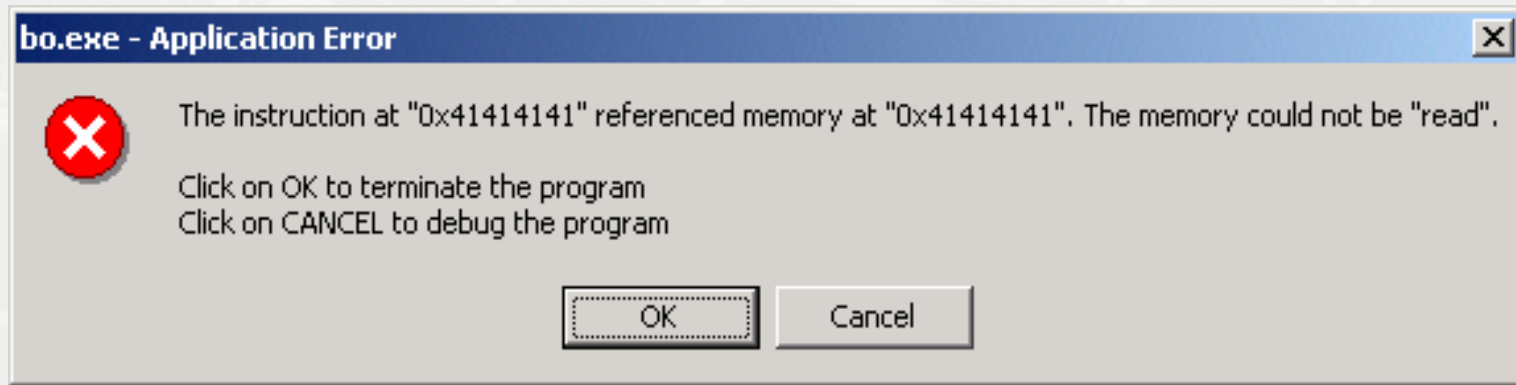 bo.exe - Application Error
The instruction at "0x41414141" referenced memory at "0x41414141". The memory could not be "read".
Click on OK to terminate the program
Click on CANCEL to debug the program
OK
Cancel